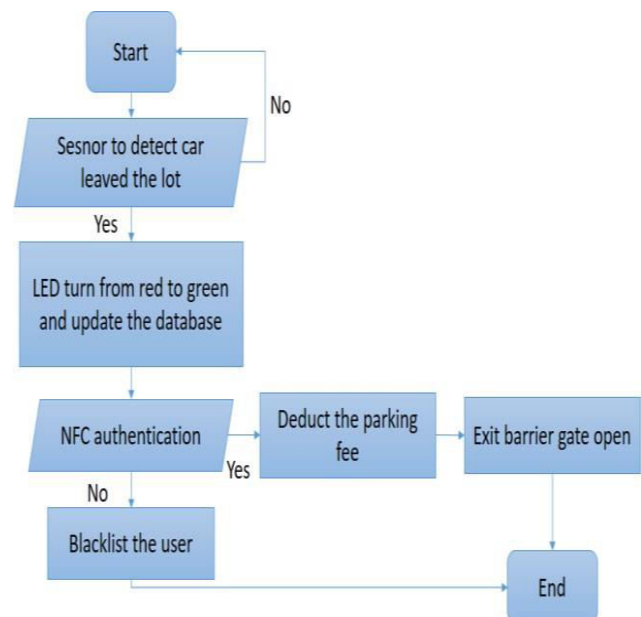 Start
No
Sesnor to detect car
leaved the lot
Yes
LED turn from red to green
and update the database
NFC authentication
Yes
Deduct the parking
fee
Exit barrier gate open
No
Blacklist the user
End